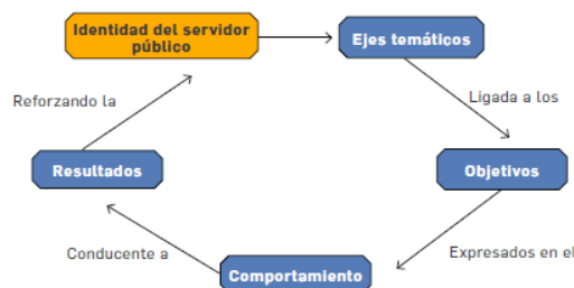 Identidad del servidor
público
Ejes temáticos
Reforzando la
Ligada a los
Resultados
Objetivos
Conducente a
Expresados en el
Comportamiento